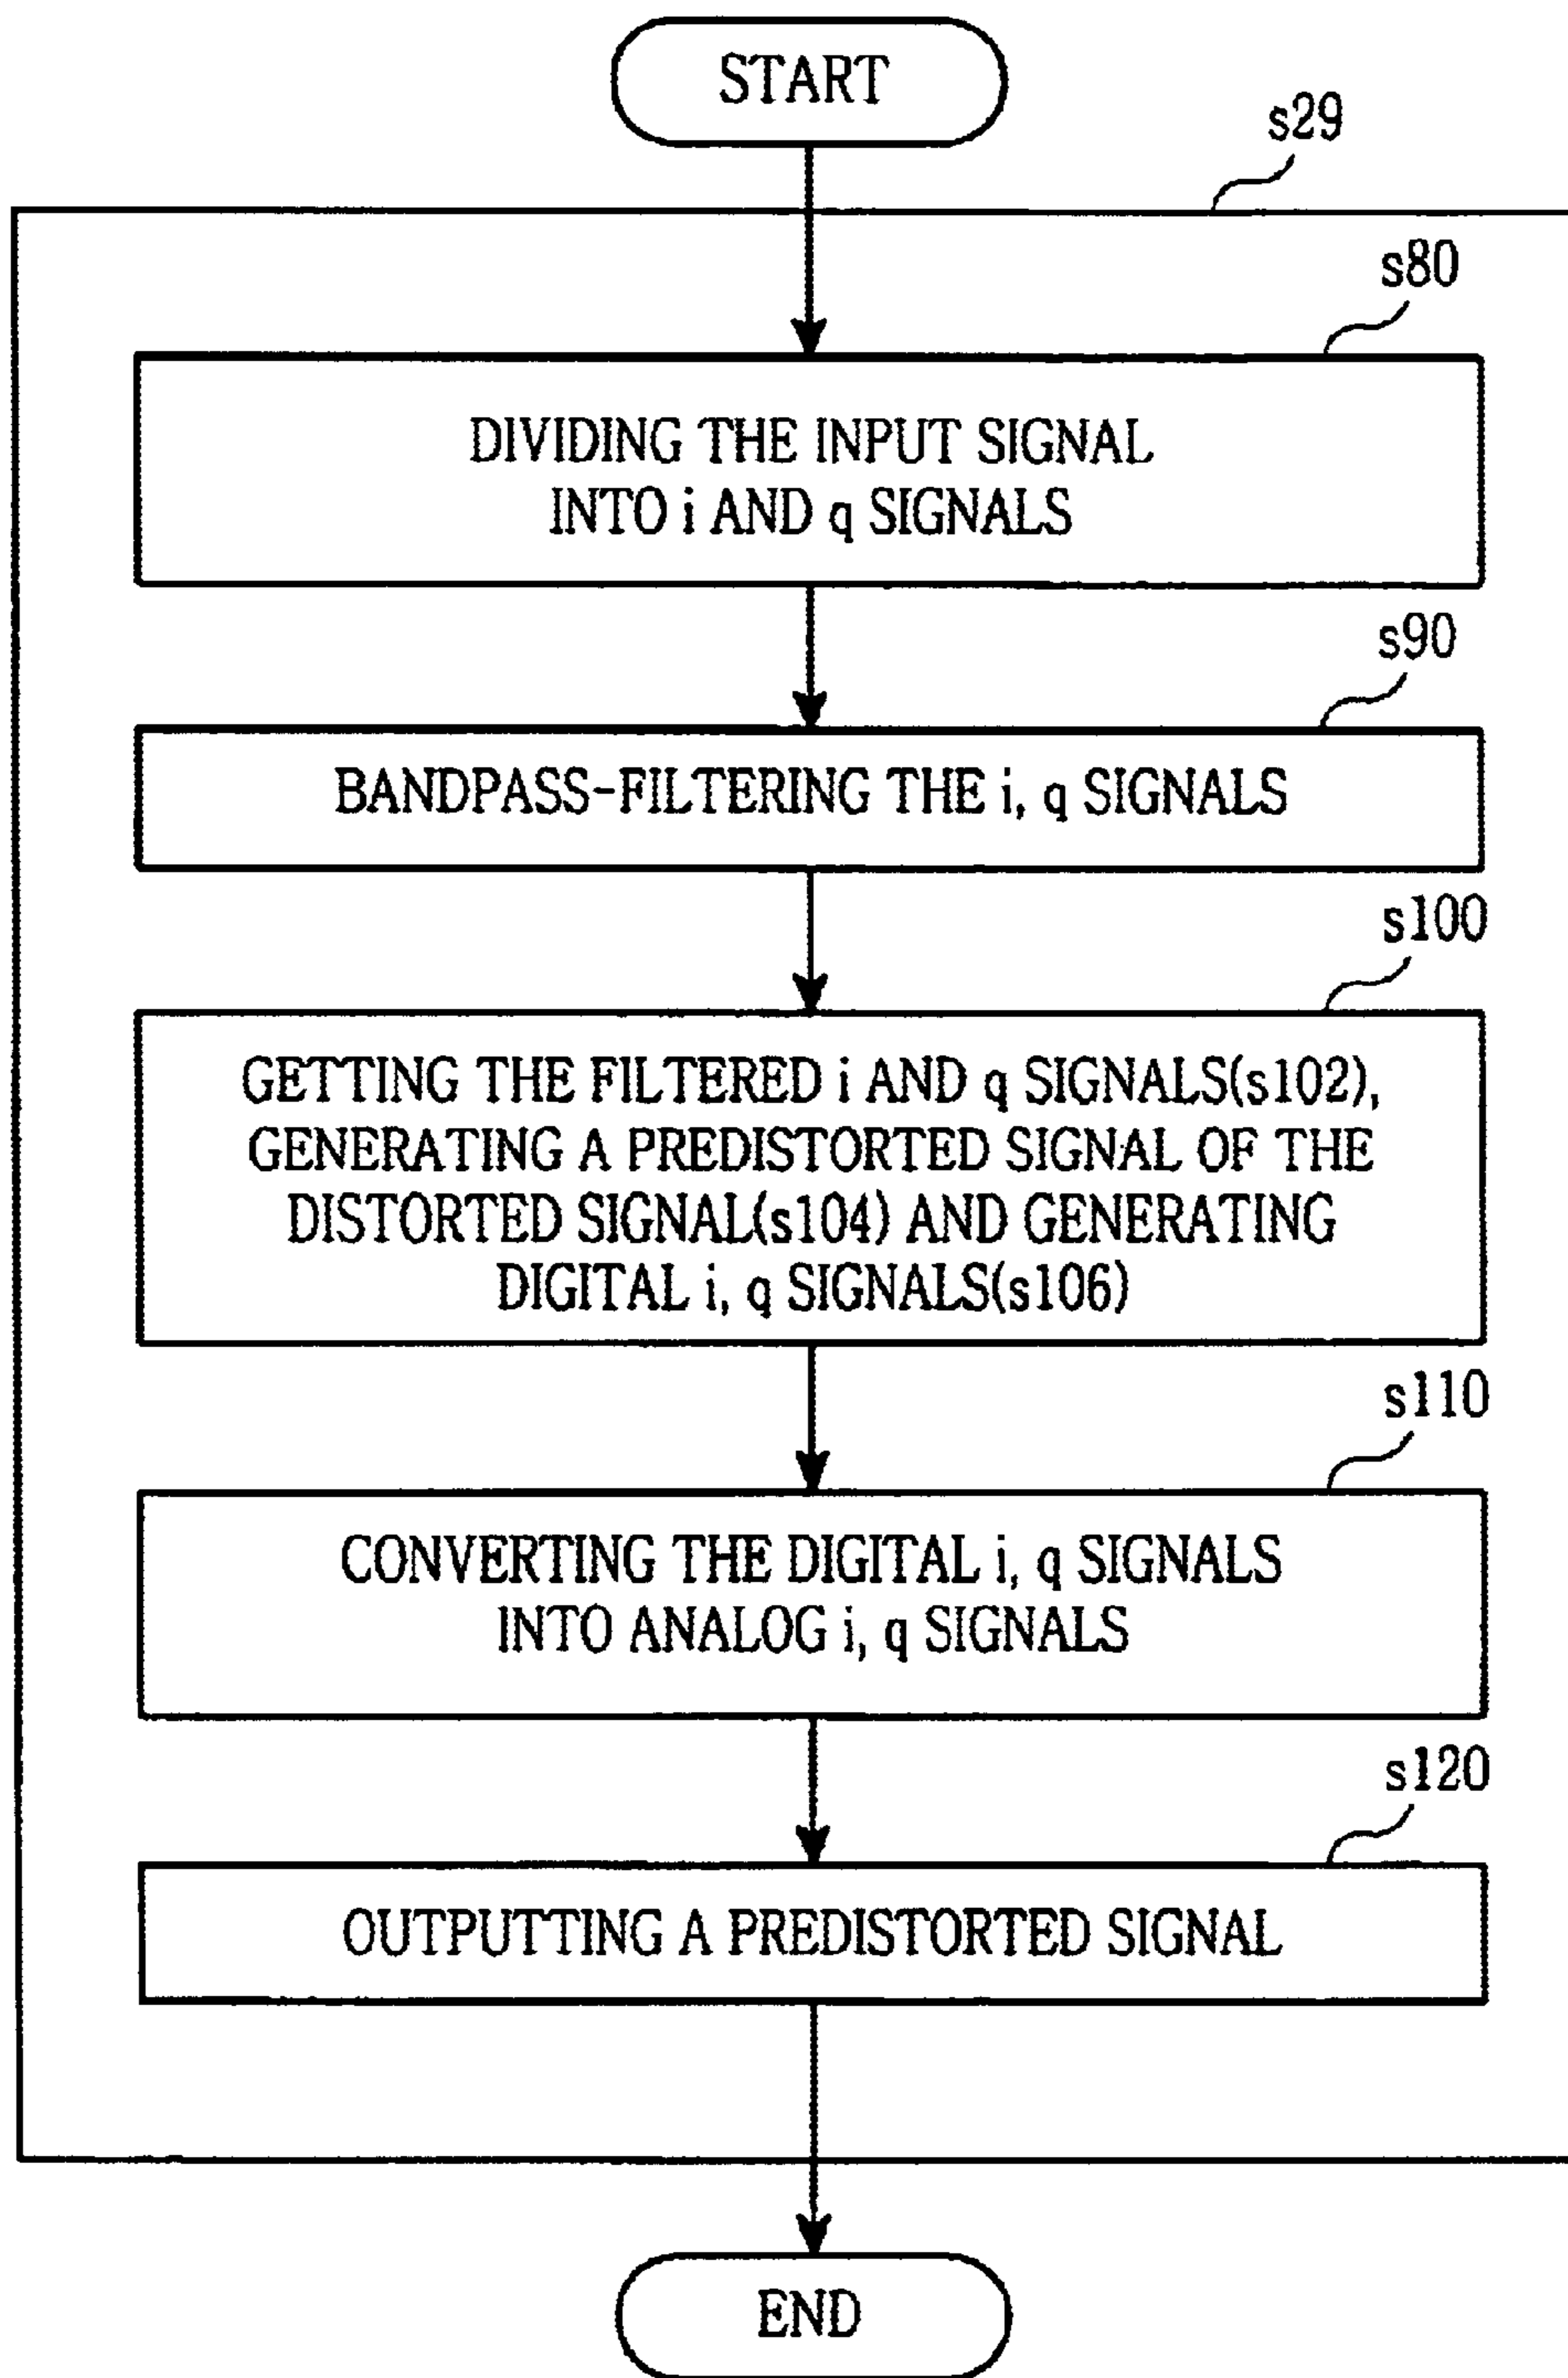 START
s29
s80
DIVIDING THE INPUT SIGNAL
INTO i AND q SIGNALS
s90
BANDPASS-FILTERING THE i, q SIGNALS
s100
GETTING THE FILTERED i AND q SIGNALS(s102),
GENERATING A PREDISTORTED SIGNAL OF THE
DISTORTED SIGNAL(s104) AND GENERATING
DIGITAL i, q SIGNALS(s106)
s110
CONVERTING THE DIGITAL i, q SIGNALS
INTO ANALOG i, q SIGNALS
s120
OUTPUTTING A PREDISTORTED SIGNAL
END